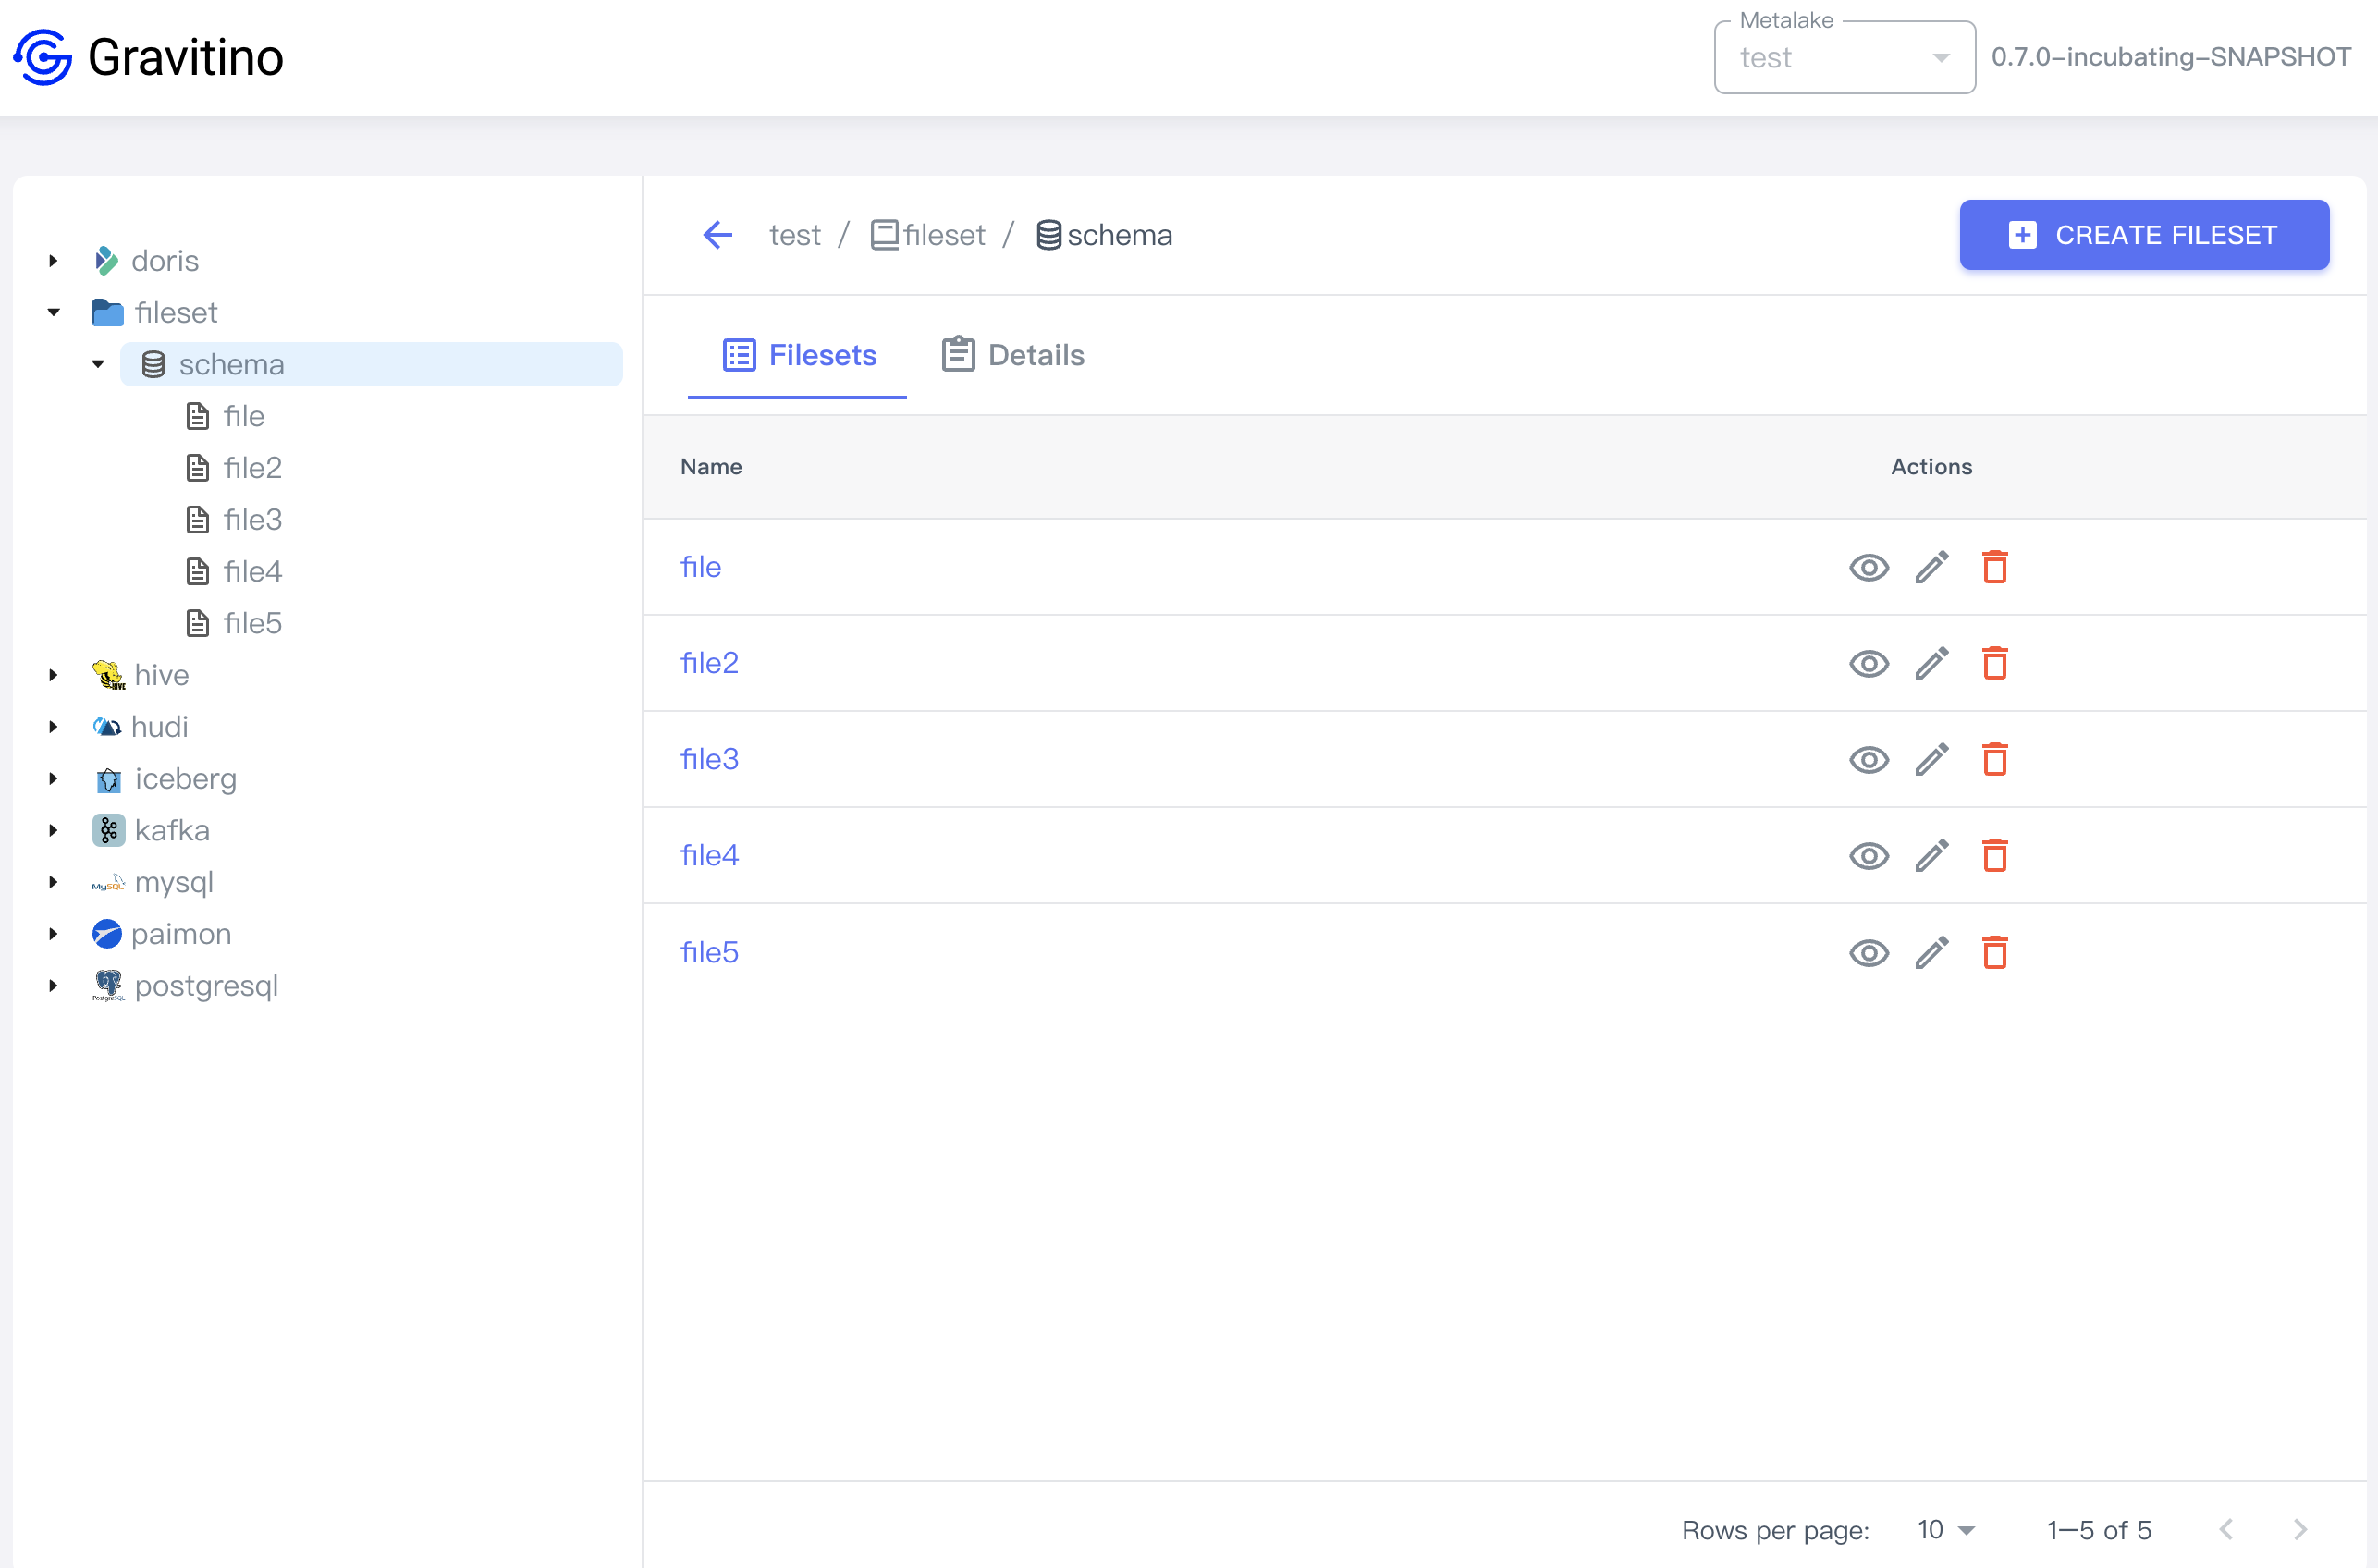 Gravitino
Metalake
test
0.7.0-incubating-SNAPSHOT
doris
fileset
schema
file
file2
file3
file4
file5
hive
hudi
iceberg
kafka
mysql
paimon
postgresql
test / fileset / schema
CREATE FILESET
Filesets
Details
Name
Actions
file
file2
file3
file4
file5
Rows per page: 10
1–5 of 5